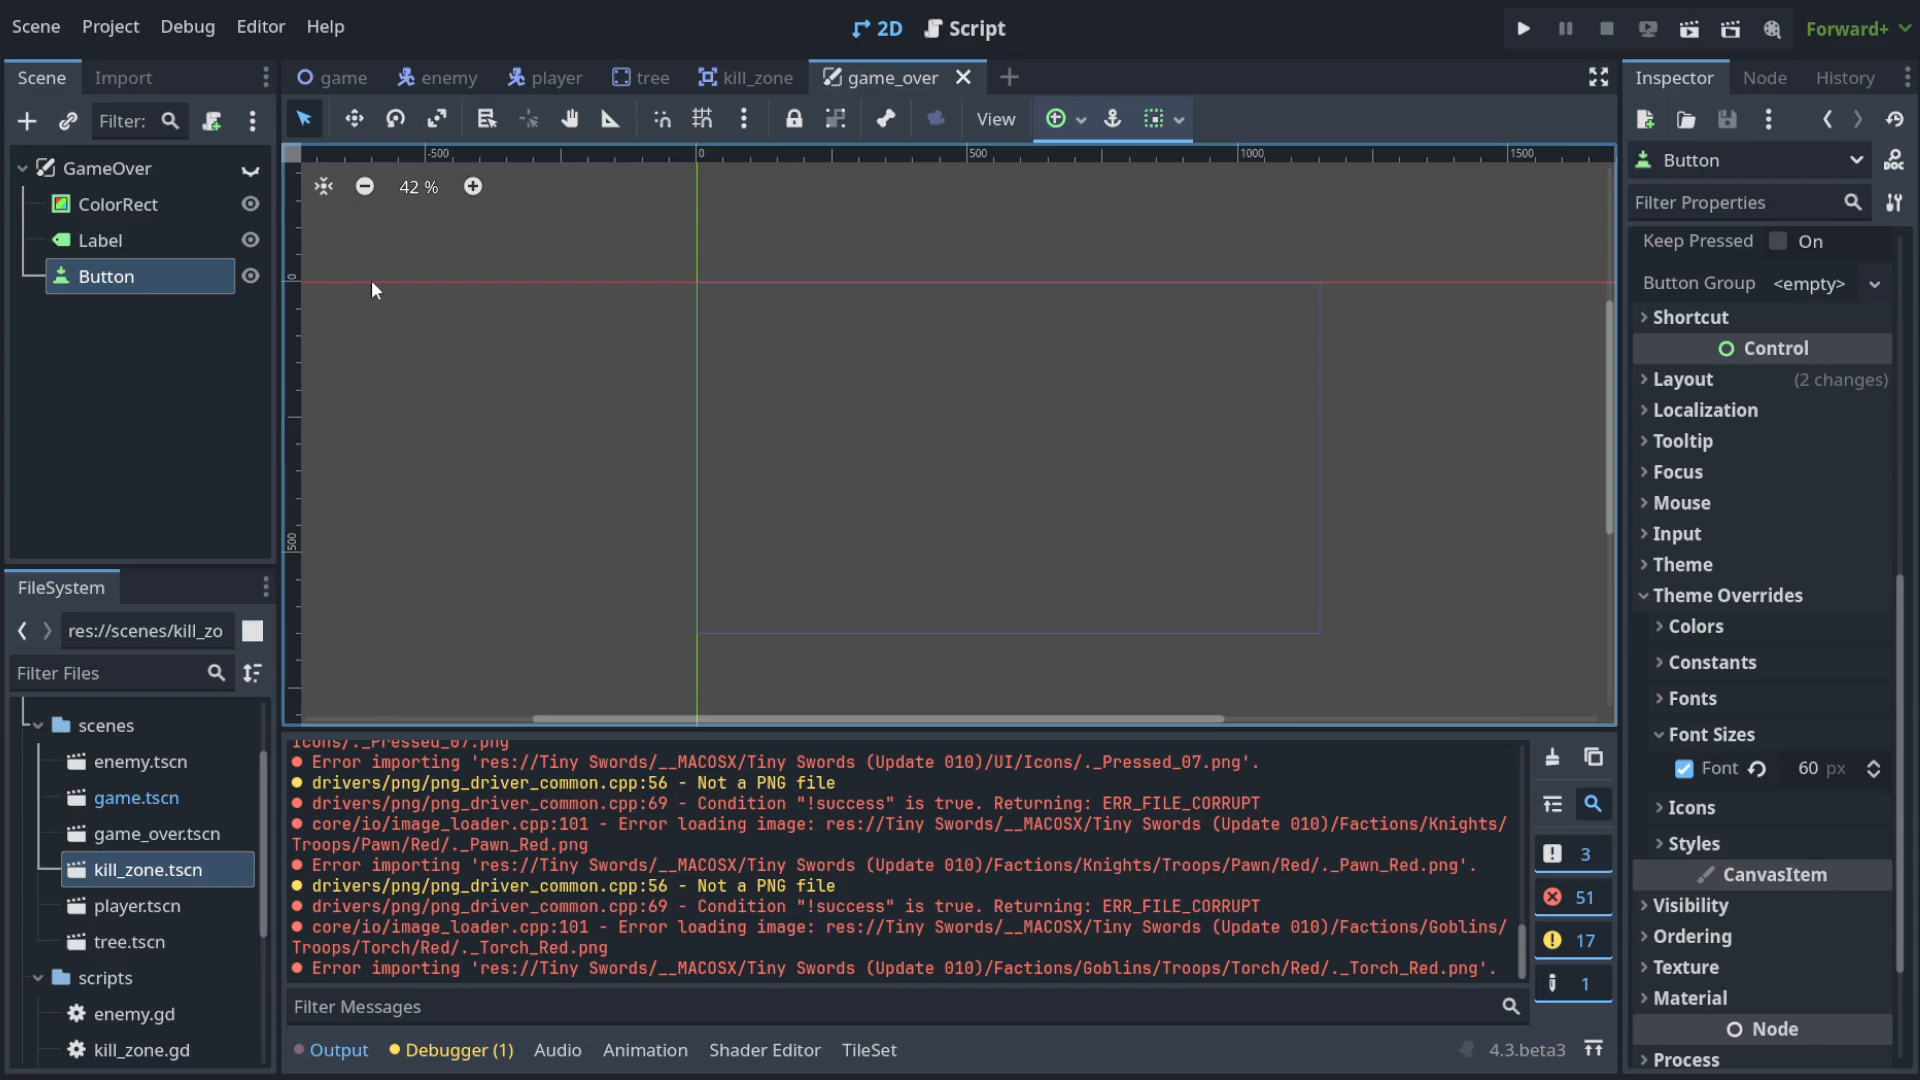 Scene Project Debug Editor Help
2D Script
Forward+
Scene Import
game enemy player tree kill_zone game_over
Inspector Node History
Filter:
View
Button
Filter Properties
GameOver
ColorRect
Label
Button
-500 0 500 1000 1500
42 %
0
500
Keep Pressed On
Button Group <empty>
Shortcut
Control
Layout (2 changes)
Localization
Tooltip
Focus
Mouse
Input
Theme
Theme Overrides
Colors
Constants
Fonts
Font Sizes
Font 60 px
Icons
Styles
CanvasItem
Visibility
Ordering
Texture
Material
Node
Process
FileSystem
res://scenes/kill_zo
Filter Files
scenes
enemy.tscn
game.tscn
game_over.tscn
kill_zone.tscn
player.tscn
tree.tscn
scripts
enemy.gd
kill_zone.gd
Icons/._Pressed_07.png
Error importing 'res://Tiny Swords/__MACOSX/Tiny Swords (Update 010)/UI/Icons/._Pressed_07.png'.
drivers/png/png_driver_common.cpp:56 - Not a PNG file
drivers/png/png_driver_common.cpp:69 - Condition "!success" is true. Returning: ERR_FILE_CORRUPT
core/io/image_loader.cpp:101 - Error loading image: res://Tiny Swords/__MACOSX/Tiny Swords (Update 010)/Factions/Knights/
Troops/Pawn/Red/._Pawn_Red.png
Error importing 'res://Tiny Swords/__MACOSX/Tiny Swords (Update 010)/Factions/Knights/Troops/Pawn/Red/._Pawn_Red.png'.
drivers/png/png_driver_common.cpp:56 - Not a PNG file
drivers/png/png_driver_common.cpp:69 - Condition "!success" is true. Returning: ERR_FILE_CORRUPT
core/io/image_loader.cpp:101 - Error loading image: res://Tiny Swords/__MACOSX/Tiny Swords (Update 010)/Factions/Goblins/
Troops/Torch/Red/._Torch_Red.png
Error importing 'res://Tiny Swords/__MACOSX/Tiny Swords (Update 010)/Factions/Goblins/Troops/Torch/Red/._Torch_Red.png'.
3
51
17
1
Filter Messages
Output Debugger (1) Audio Animation Shader Editor TileSet
4.3.beta3